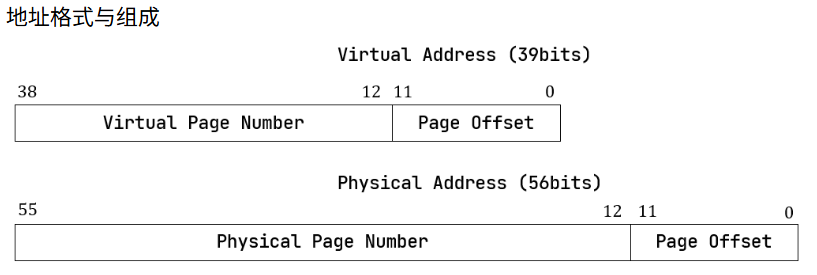 地址格式与组成
Virtual Address (39bits)
38 12 11 0
Virtual Page Number Page Offset
Physical Address (56bits)
55 12 11 0
Physical Page Number Page Offset